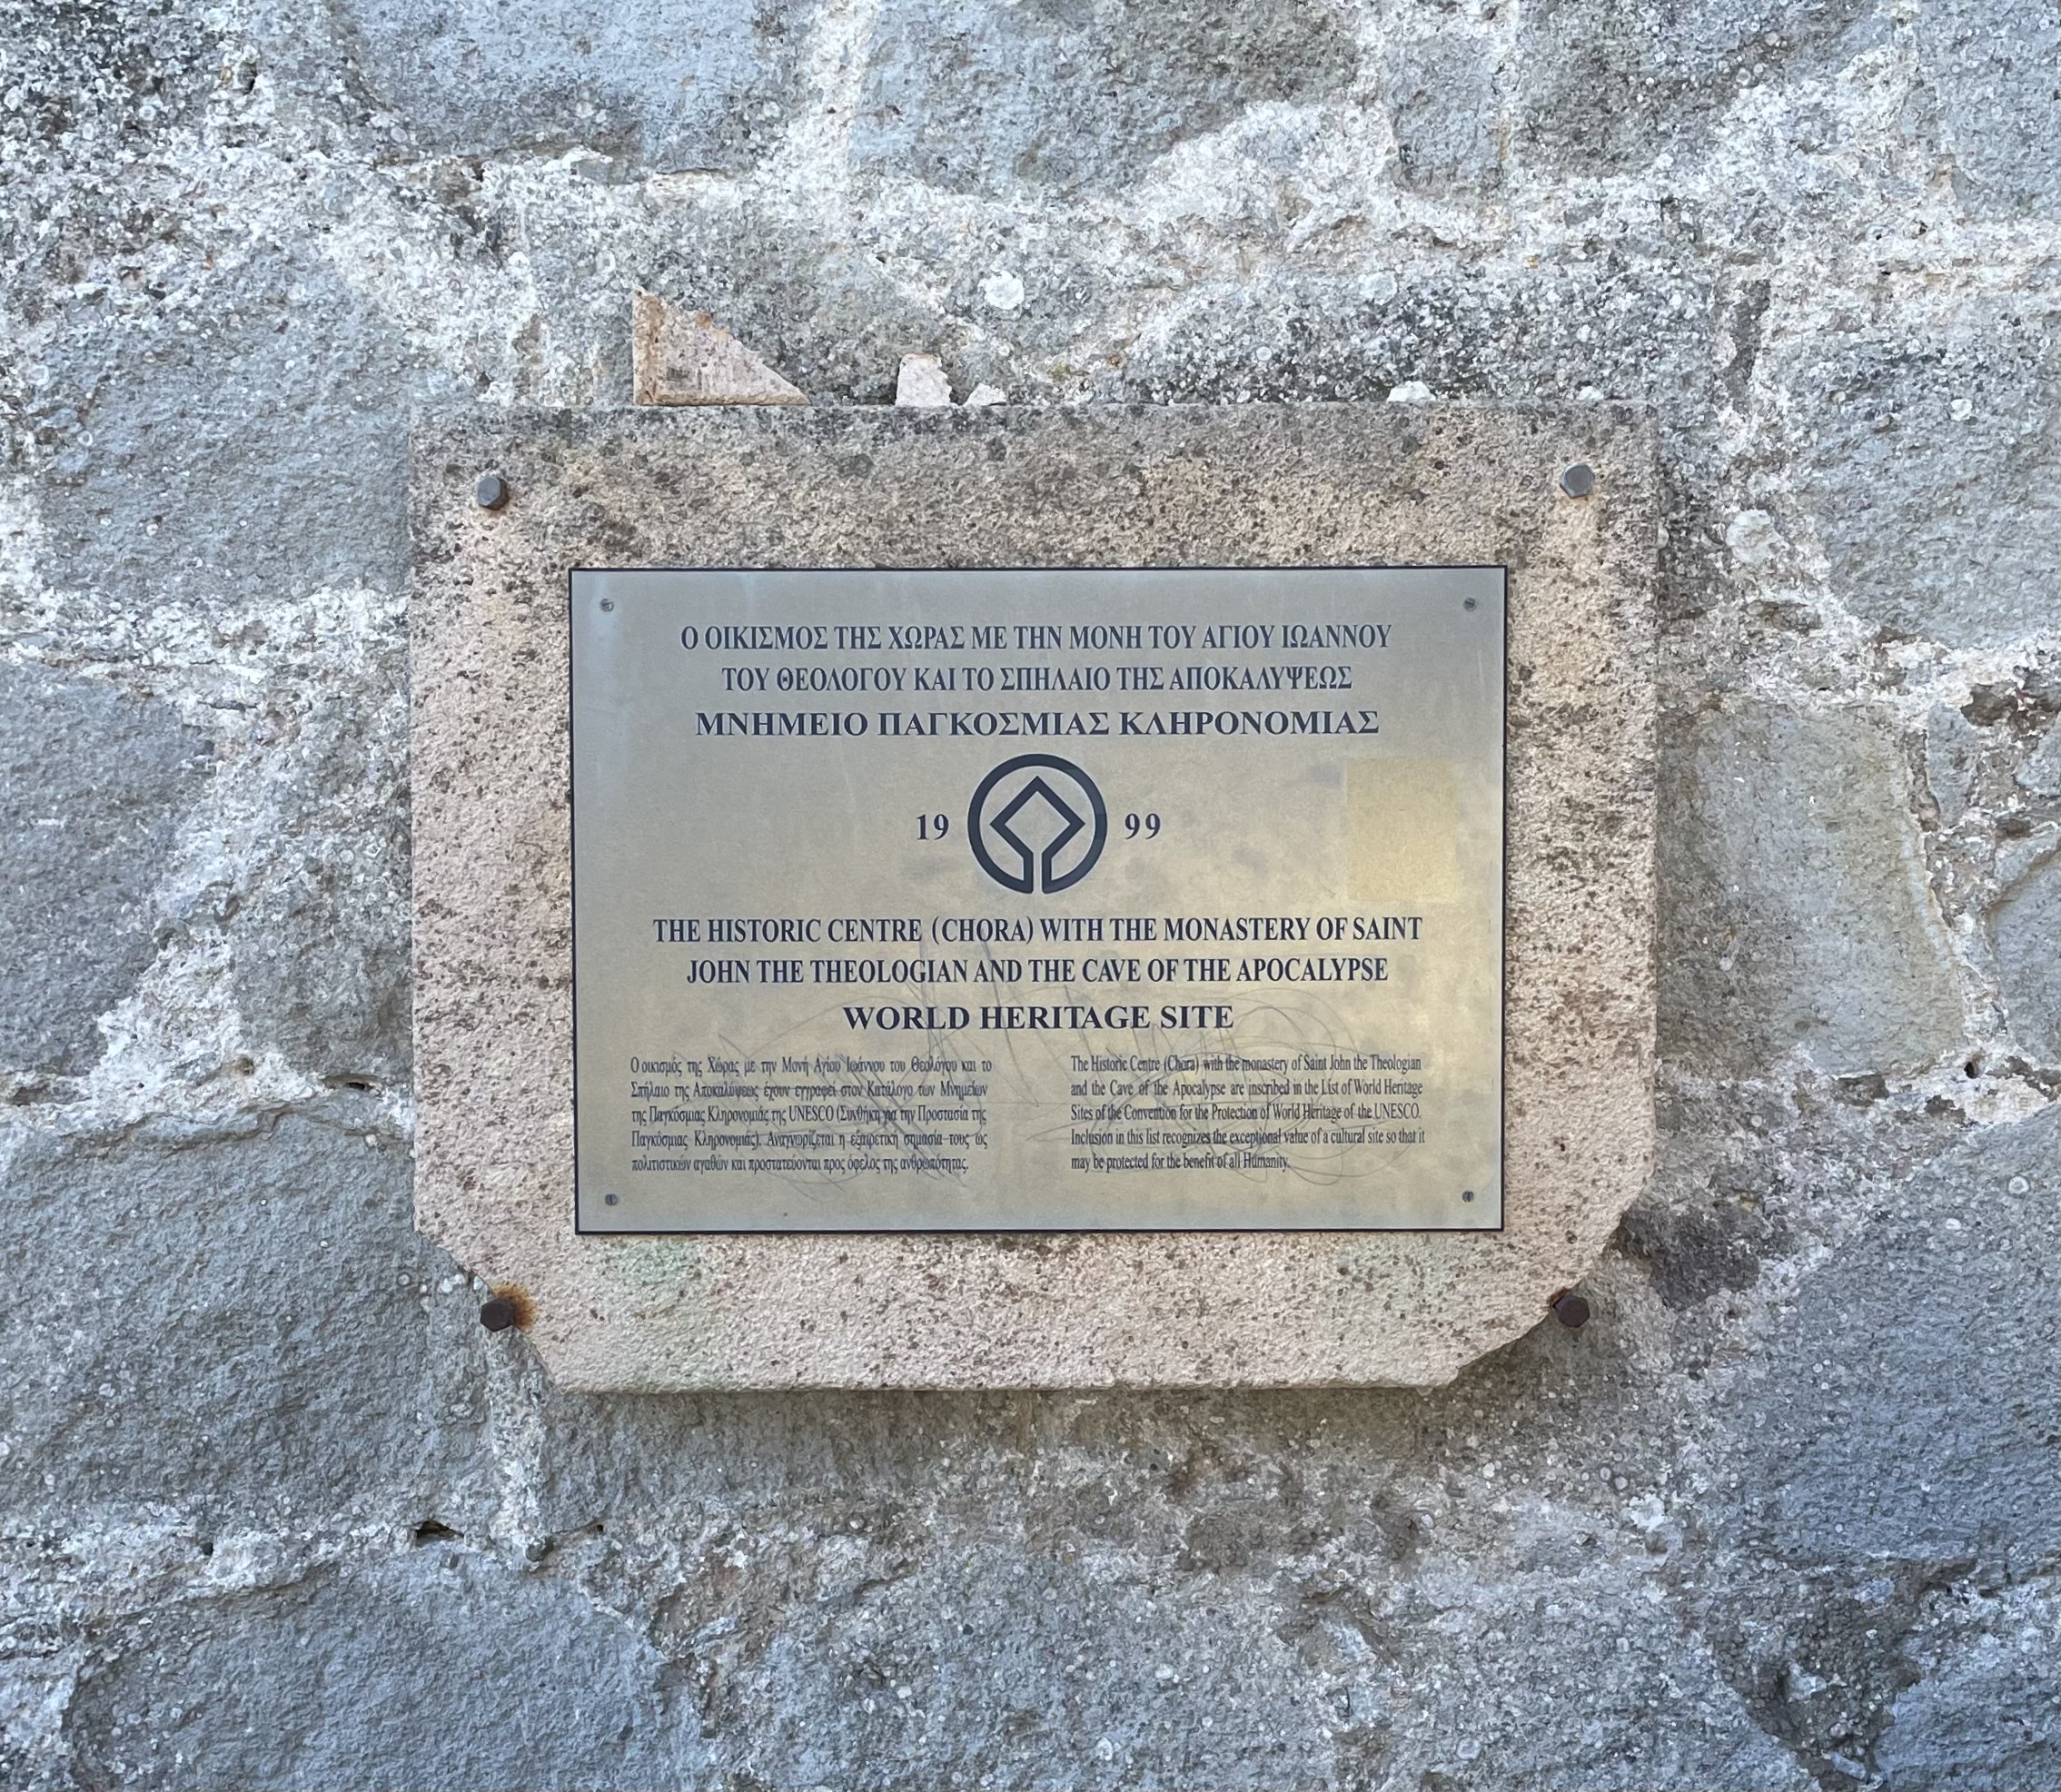 Ο ΟΙΚΙΣΜΟΣ ΤΗΣ ΧΩΡΑΣ ΜΕ ΤΗΝ ΜΟΝΗ ΤΟΥ ΑΓΙΟΥ ΙΩΑΝΝΟΥ
ΤΟΥ ΘΕΟΛΟΓΟΥ ΚΑΙ ΤΟ ΣΠΗΛΑΙΟ ΤΗΣ ΑΠΟΚΑΛΥΨΕΩΣ
ΜΝΗΜΕΙΟ ΠΑΓΚΟΣΜΙΑΣ ΚΛΗΡΟΝΟΜΙΑΣ
19 99
THE HISTORIC CENTRE (CHORA) WITH THE MONASTERY OF SAINT
JOHN THE THEOLOGIAN AND THE CAVE OF THE APOCALYPSE
WORLD HERITAGE SITE
Ο οικισμός της Χώρας με την Μονή Αγίου Ιωάννου του Θεολόγου και το
Σπήλαιο της Αποκαλύψεως έχουν εγγραφεί στον Κατάλογο των Μνημείων
της Παγκόσμιας Κληρονομιάς της UNESCO (Συνθήκη για την Προστασία της
Παγκόσμιας Κληρονομιάς). Αναγνωρίζεται η εξαιρετική σημασία τους ως
πολιτιστικών αγαθών και προστατεύονται προς όφελος της ανθρωπότητας.
The Historic Centre (Chora) with the monastery of Saint John the Theologian
and the Cave of the Apocalypse are inscribed in the List of World Heritage
Sites of the Convention for the Protection of World Heritage of the UNESCO.
Inclusion in this list recognizes the exceptional value of a cultural site so that it
may be protected for the benefit of all Humanity.